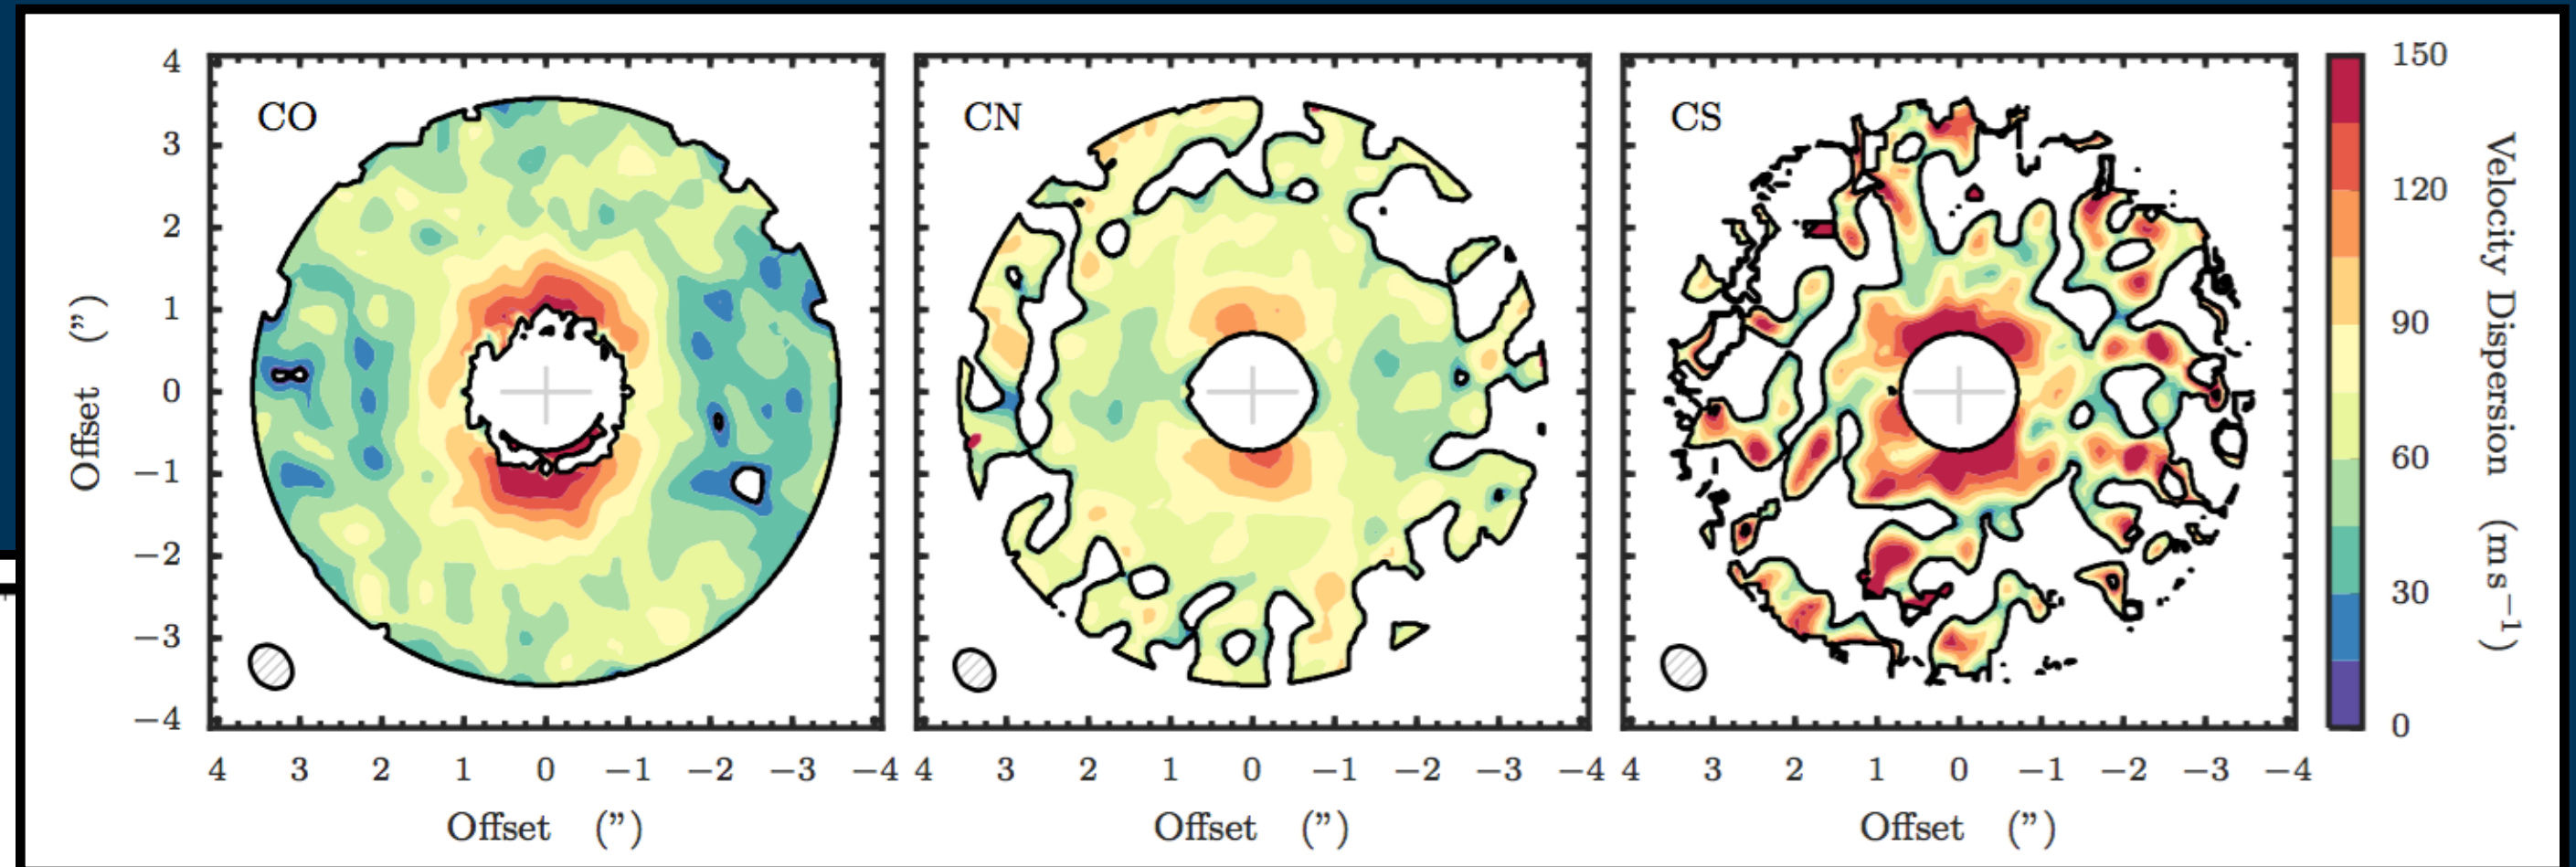 CO
CN
CS
4
3
2
1
0
−1
−2
−3
−4
Offset (")
4 3 2 1 0 −1 −2 −3 −4
4 3 2 1 0 −1 −2 −3 −4
4 3 2 1 0 −1 −2 −3 −4
Offset (")
Offset (")
Offset (")
150
120
90
60
30
0
Velocity Dispersion (m s⁻¹)